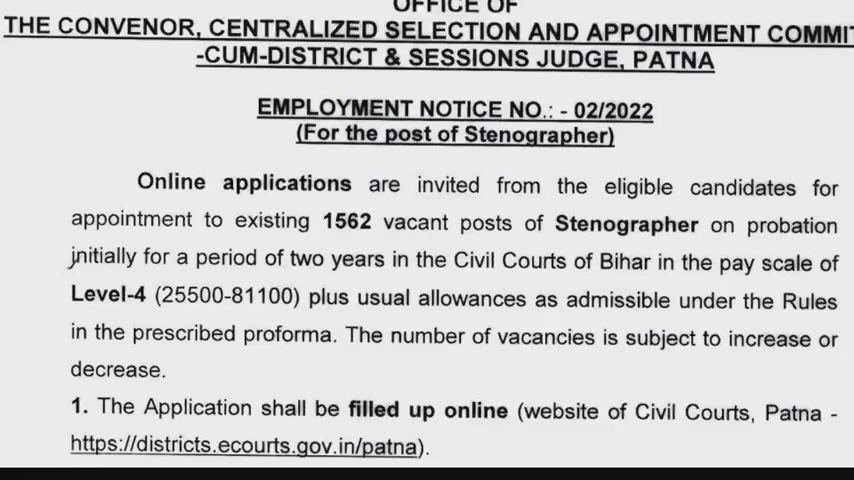 OFFICE OF
THE CONVENOR, CENTRALIZED SELECTION AND APPOINTMENT COMMIT
-CUM-DISTRICT & SESSIONS JUDGE, PATNA
EMPLOYMENT NOTICE NO.: - 02/2022
(For the post of Stenographer)
Online applications are invited from the eligible candidates for
appointment to existing 1562 vacant posts of Stenographer on probation
initially for a period of two years in the Civil Courts of Bihar in the pay scale of
Level-4 (25500-81100) plus usual allowances as admissible under the Rules
in the prescribed proforma. The number of vacancies is subject to increase or
decrease.
1. The Application shall be filled up online (website of Civil Courts, Patna -
https://districts.ecourts.gov.in/patna).